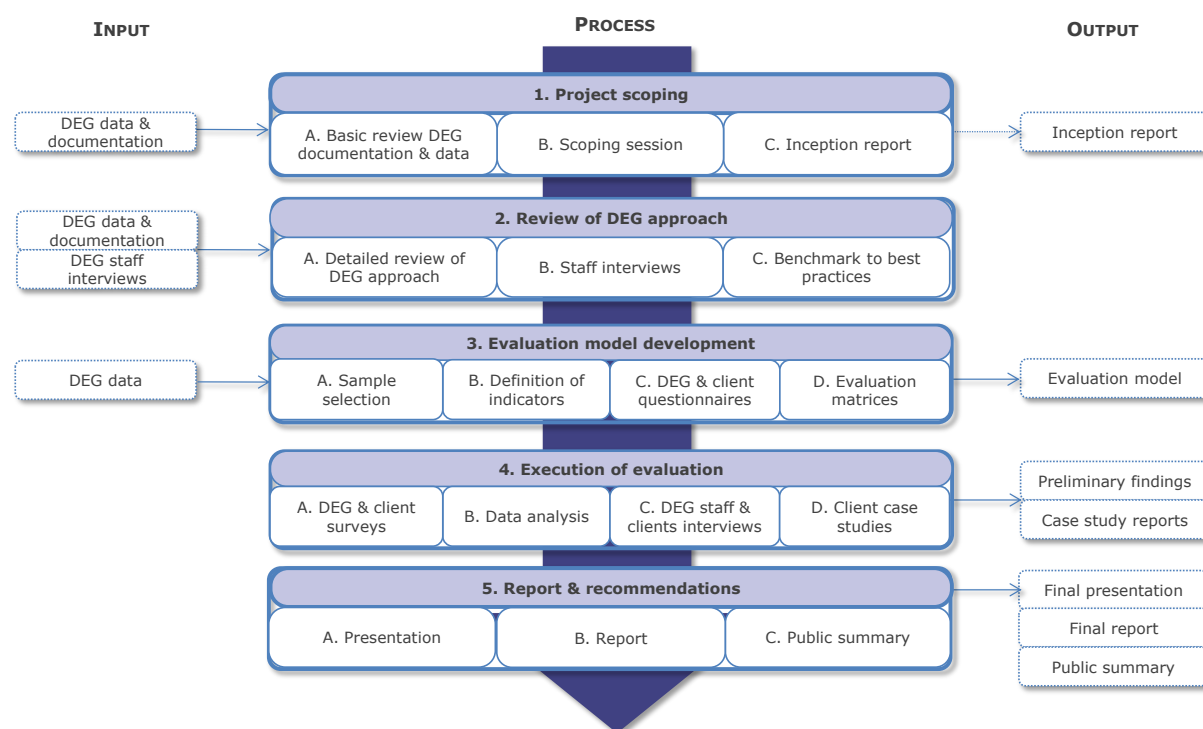 INPUT
PROCESS
OUTPUT
1. Project scoping
DEG data &
documentation
A. Basic review DEG
documentation & data
B. Scoping session
C. Inception report
Inception report
2. Review of DEG approach
DEG data &
documentation
DEG staff
interviews
A. Detailed review of
DEG approach
B. Staff interviews
C. Benchmark to best
practices
3. Evaluation model development
DEG data
A. Sample
selection
B. Definition of
indicators
C. DEG & client
questionnaires
D. Evaluation
matrices
Evaluation model
4. Execution of evaluation
A. DEG & client
surveys
B. Data analysis
C. DEG staff &
clients interviews
D. Client case
studies
Preliminary findings
Case study reports
5. Report & recommendations
A. Presentation
B. Report
C. Public summary
Final presentation
Final report
Public summary